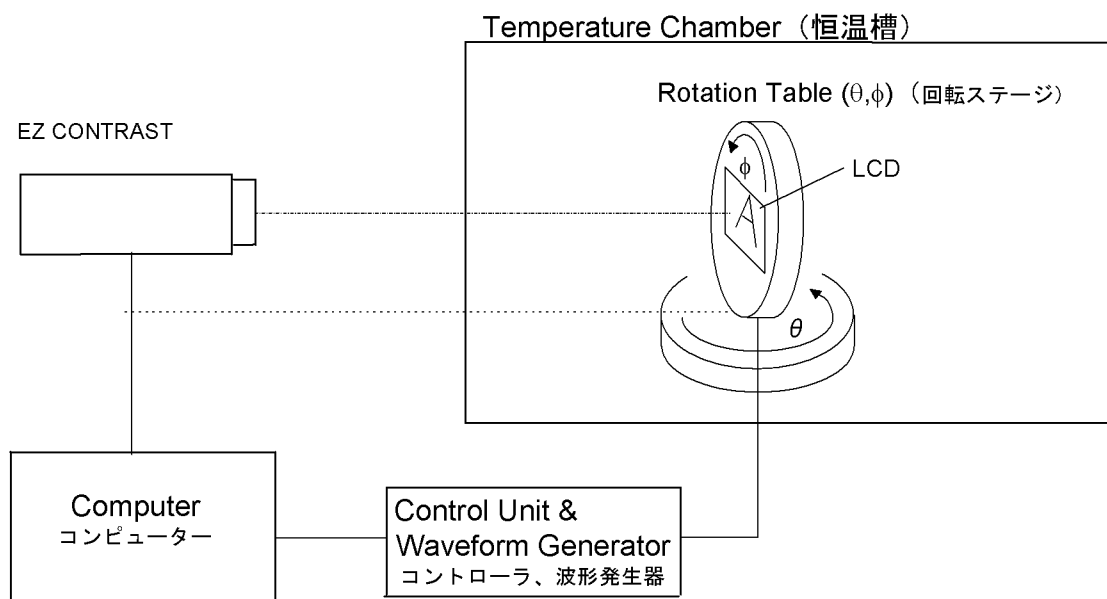 Temperature Chamber（恒温槽）
Rotation Table (θ,ϕ)（回転ステージ）
EZ CONTRAST
ϕ
LCD
A
θ
Computer
コンピューター
Control Unit &
Waveform Generator
コントローラ、波形発生器